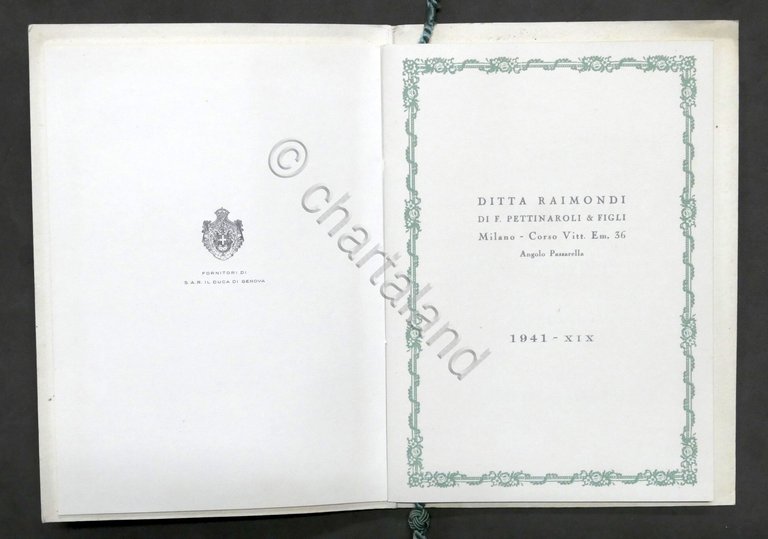 FORNITORI DI
S.A.R. IL DUCA DI GENOVA
DITTA RAIMONDI
DI F. PETTINAROLI & FIGLI
Milano - Corso Vitt. Em. 36
Angolo Passarella
1941 - XIX
© chartaland